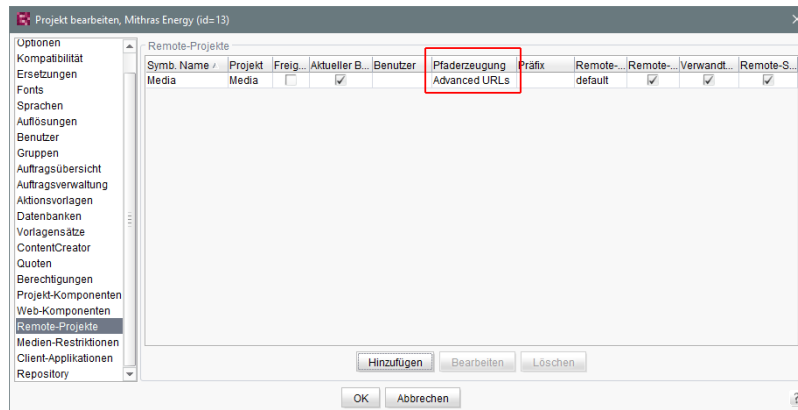 Projekt bearbeiten, Mithras Energy (id=13)
Optionen
Kompatibilität
Ersetzungen
Fonts
Sprachen
Auflösungen
Benutzer
Gruppen
Auftragsübersicht
Auftragsverwaltung
Aktionsvorlagen
Datenbanken
Vorlagensätze
ContentCreator
Quoten
Berechtigungen
Projekt-Komponenten
Web-Komponenten
Remote-Projekte
Medien-Restriktionen
Client-Applikationen
Repository
Remote-Projekte
Symb. Name Projekt Freig... Aktueller B... Benutzer Pfaderzeugung Präfix Remote-... Remote-... Verwandt... Remote-S...
Media Media Advanced URLs default
Hinzufügen Bearbeiten Löschen
OK Abbrechen
?